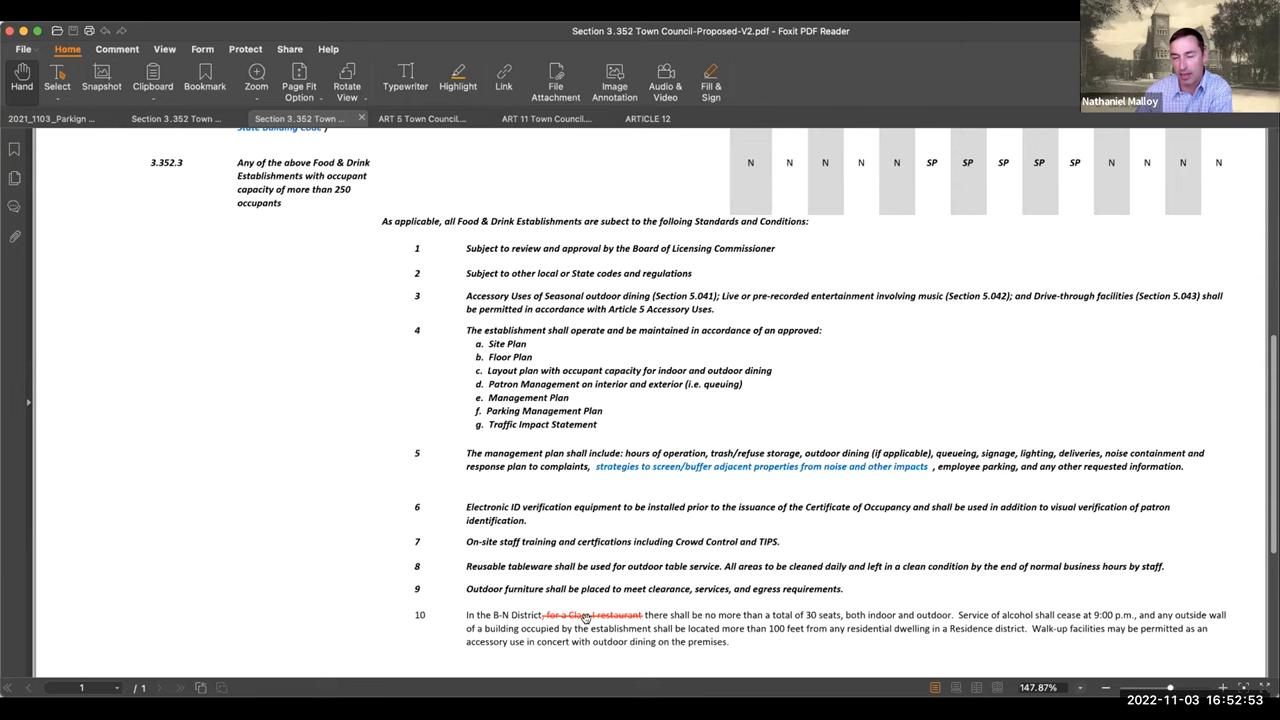 Section 3.352 Town Council-Proposed-V2.pdf - Foxit PDF Reader
File Home Comment View Form Protect Share Help
Hand Select Snapshot Clipboard Bookmark Zoom Page Fit Option Rotate View Typewriter Highlight Link File Attachment Image Annotation Audio & Video Fill & Sign
Nathaniel Malloy
2021_1103_Parkign ... Section 3.352 Town ... Section 3.352 Town ... ART 5 Town Council.... ART 11 Town Council.... ARTICLE 12
State Building Code )
3.352.3 Any of the above Food & Drink N N N N N SP SP SP SP SP N N N N
Establishments with occupant
capacity of more than 250
occupants
As applicable, all Food & Drink Establishments are subect to the folloing Standards and Conditions:
1 Subject to review and approval by the Board of Licensing Commissioner
2 Subject to other local or State codes and regulations
3 Accessory Uses of Seasonal outdoor dining (Section 5.041); Live or pre-recorded entertainment involving music (Section 5.042); and Drive-through facilities (Section 5.043) shall
be permitted in accordance with Article 5 Accessory Uses.
4 The establishment shall operate and be maintained in accordance of an approved:
a. Site Plan
b. Floor Plan
c. Layout plan with occupant capacity for indoor and outdoor dining
d. Patron Management on interior and exterior (i.e. queuing)
e. Management Plan
f. Parking Management Plan
g. Traffic Impact Statement
5 The management plan shall include: hours of operation, trash/refuse storage, outdoor dining (if applicable), queueing, signage, lighting, deliveries, noise containment and
response plan to complaints, strategies to screen/buffer adjacent properties from noise and other impacts , employee parking, and any other requested information.
6 Electronic ID verification equipment to be installed prior to the issuance of the Certificate of Occupancy and shall be used in addition to visual verification of patron
identification.
7 On-site staff training and certfications including Crowd Control and TIPS.
8 Reusable tableware shall be used for outdoor table service. All areas to be cleaned daily and left in a clean condition by the end of normal business hours by staff.
9 Outdoor furniture shall be placed to meet clearance, services, and egress requirements.
10 In the B-N District, for a Class I restaurant there shall be no more than a total of 30 seats, both indoor and outdoor. Service of alcohol shall cease at 9:00 p.m., and any outside wall
of a building occupied by the establishment shall be located more than 100 feet from any residential dwelling in a Residence district. Walk-up facilities may be permitted as an
accessory use in concert with outdoor dining on the premises.
1 / 1 147.87%
2022-11-03 16:52:53